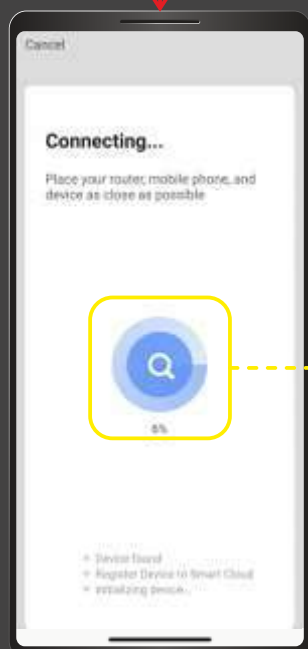 Cancel
Connecting...
Place your router, mobile phone, and
device as close as possible
6%
Device found
Register Device to Smart Cloud
Initializing device...